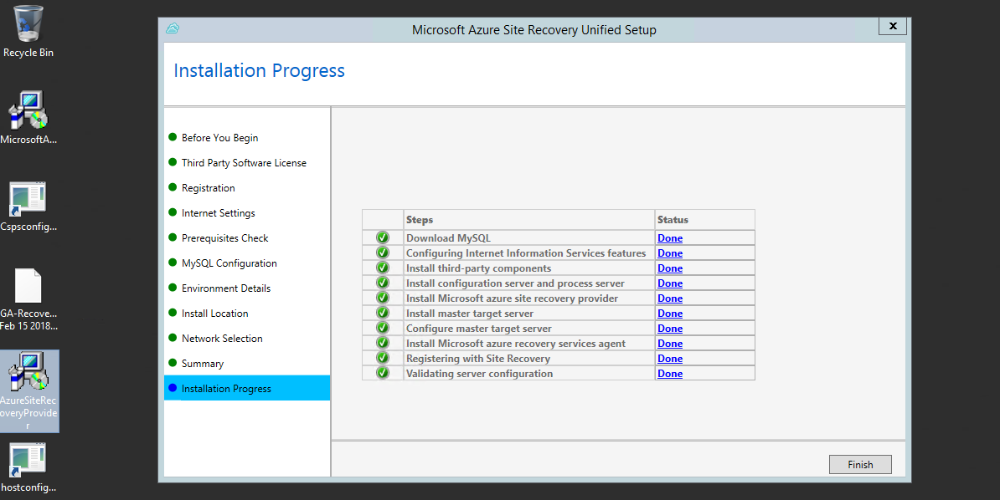 Recycle Bin
MicrosoftA...
Cspsconfig...
GA-Recove...
Feb 15 2018...
AzureSiteRec
overyProvide
r
hostconfig...
Microsoft Azure Site Recovery Unified Setup
x
Installation Progress
Before You Begin
Third Party Software License
Registration
Internet Settings
Prerequisites Check
MySQL Configuration
Environment Details
Install Location
Network Selection
Summary
Installation Progress
Steps Status
Download MySQL Done
Configuring Internet Information Services features Done
Install third-party components Done
Install configuration server and process server Done
Install Microsoft azure site recovery provider Done
Install master target server Done
Configure master target server Done
Install Microsoft azure recovery services agent Done
Registering with Site Recovery Done
Validating server configuration Done
Finish